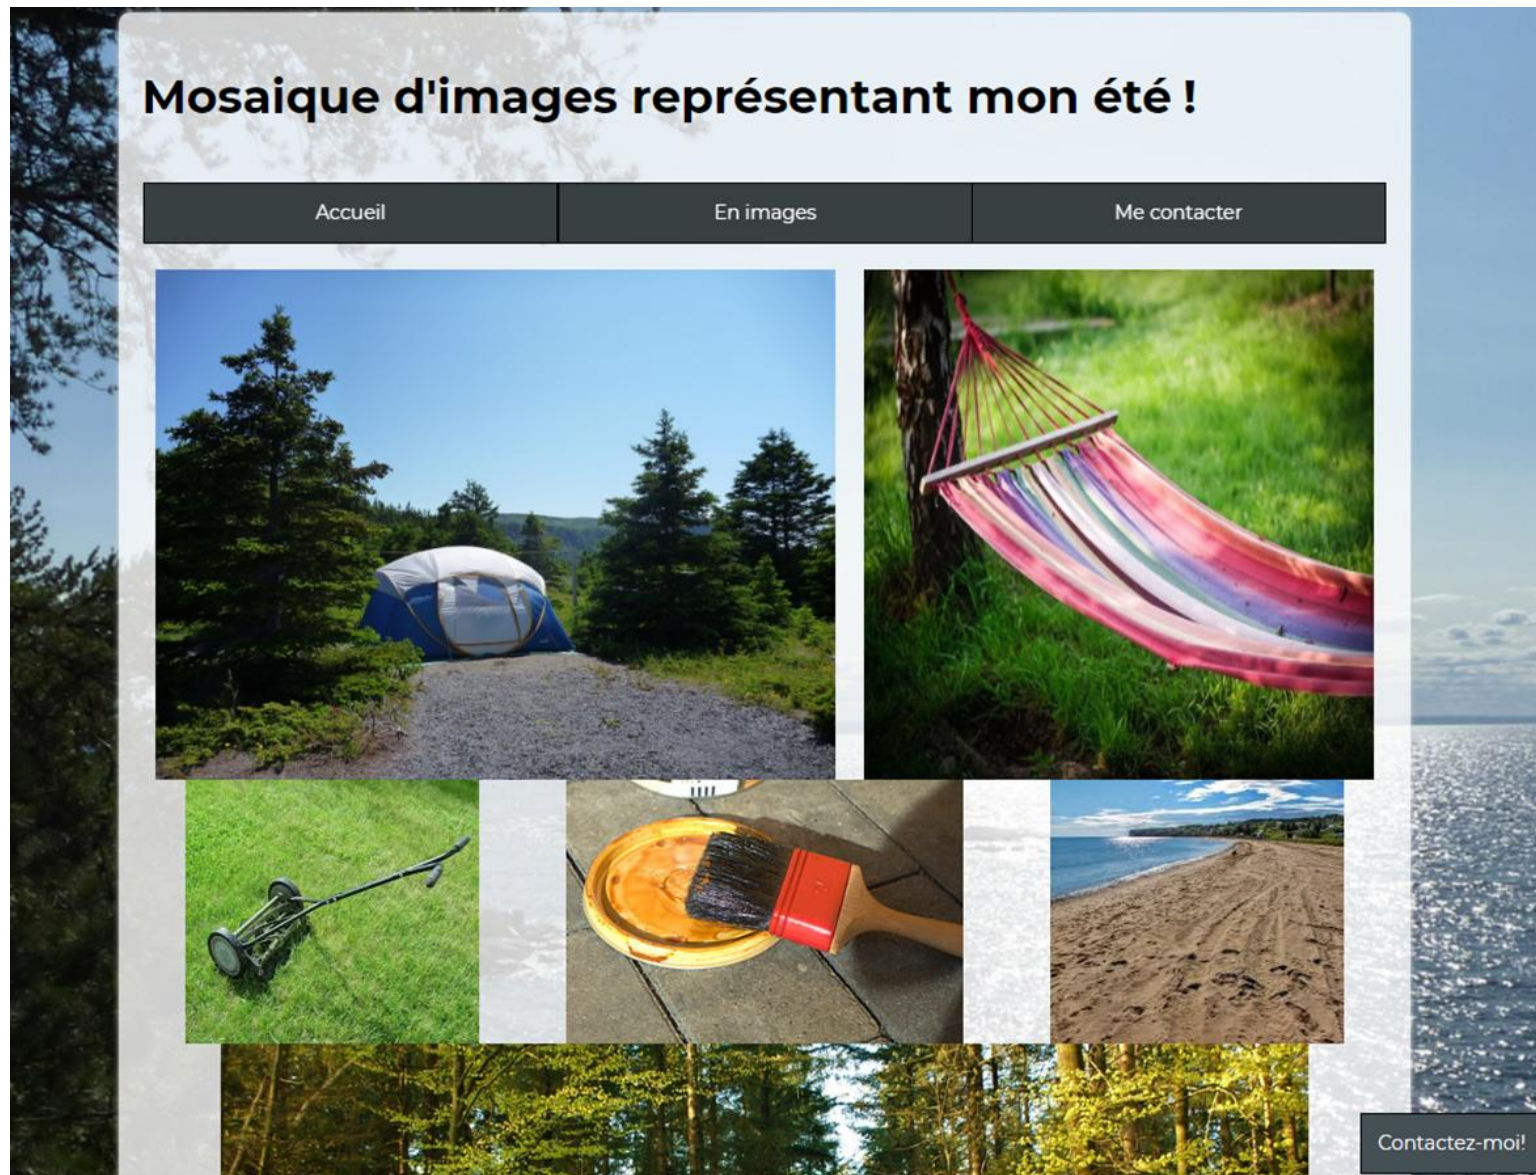 Mosaique d'images représentant mon été !
Accueil
En images
Me contacter
Contactez-moi!